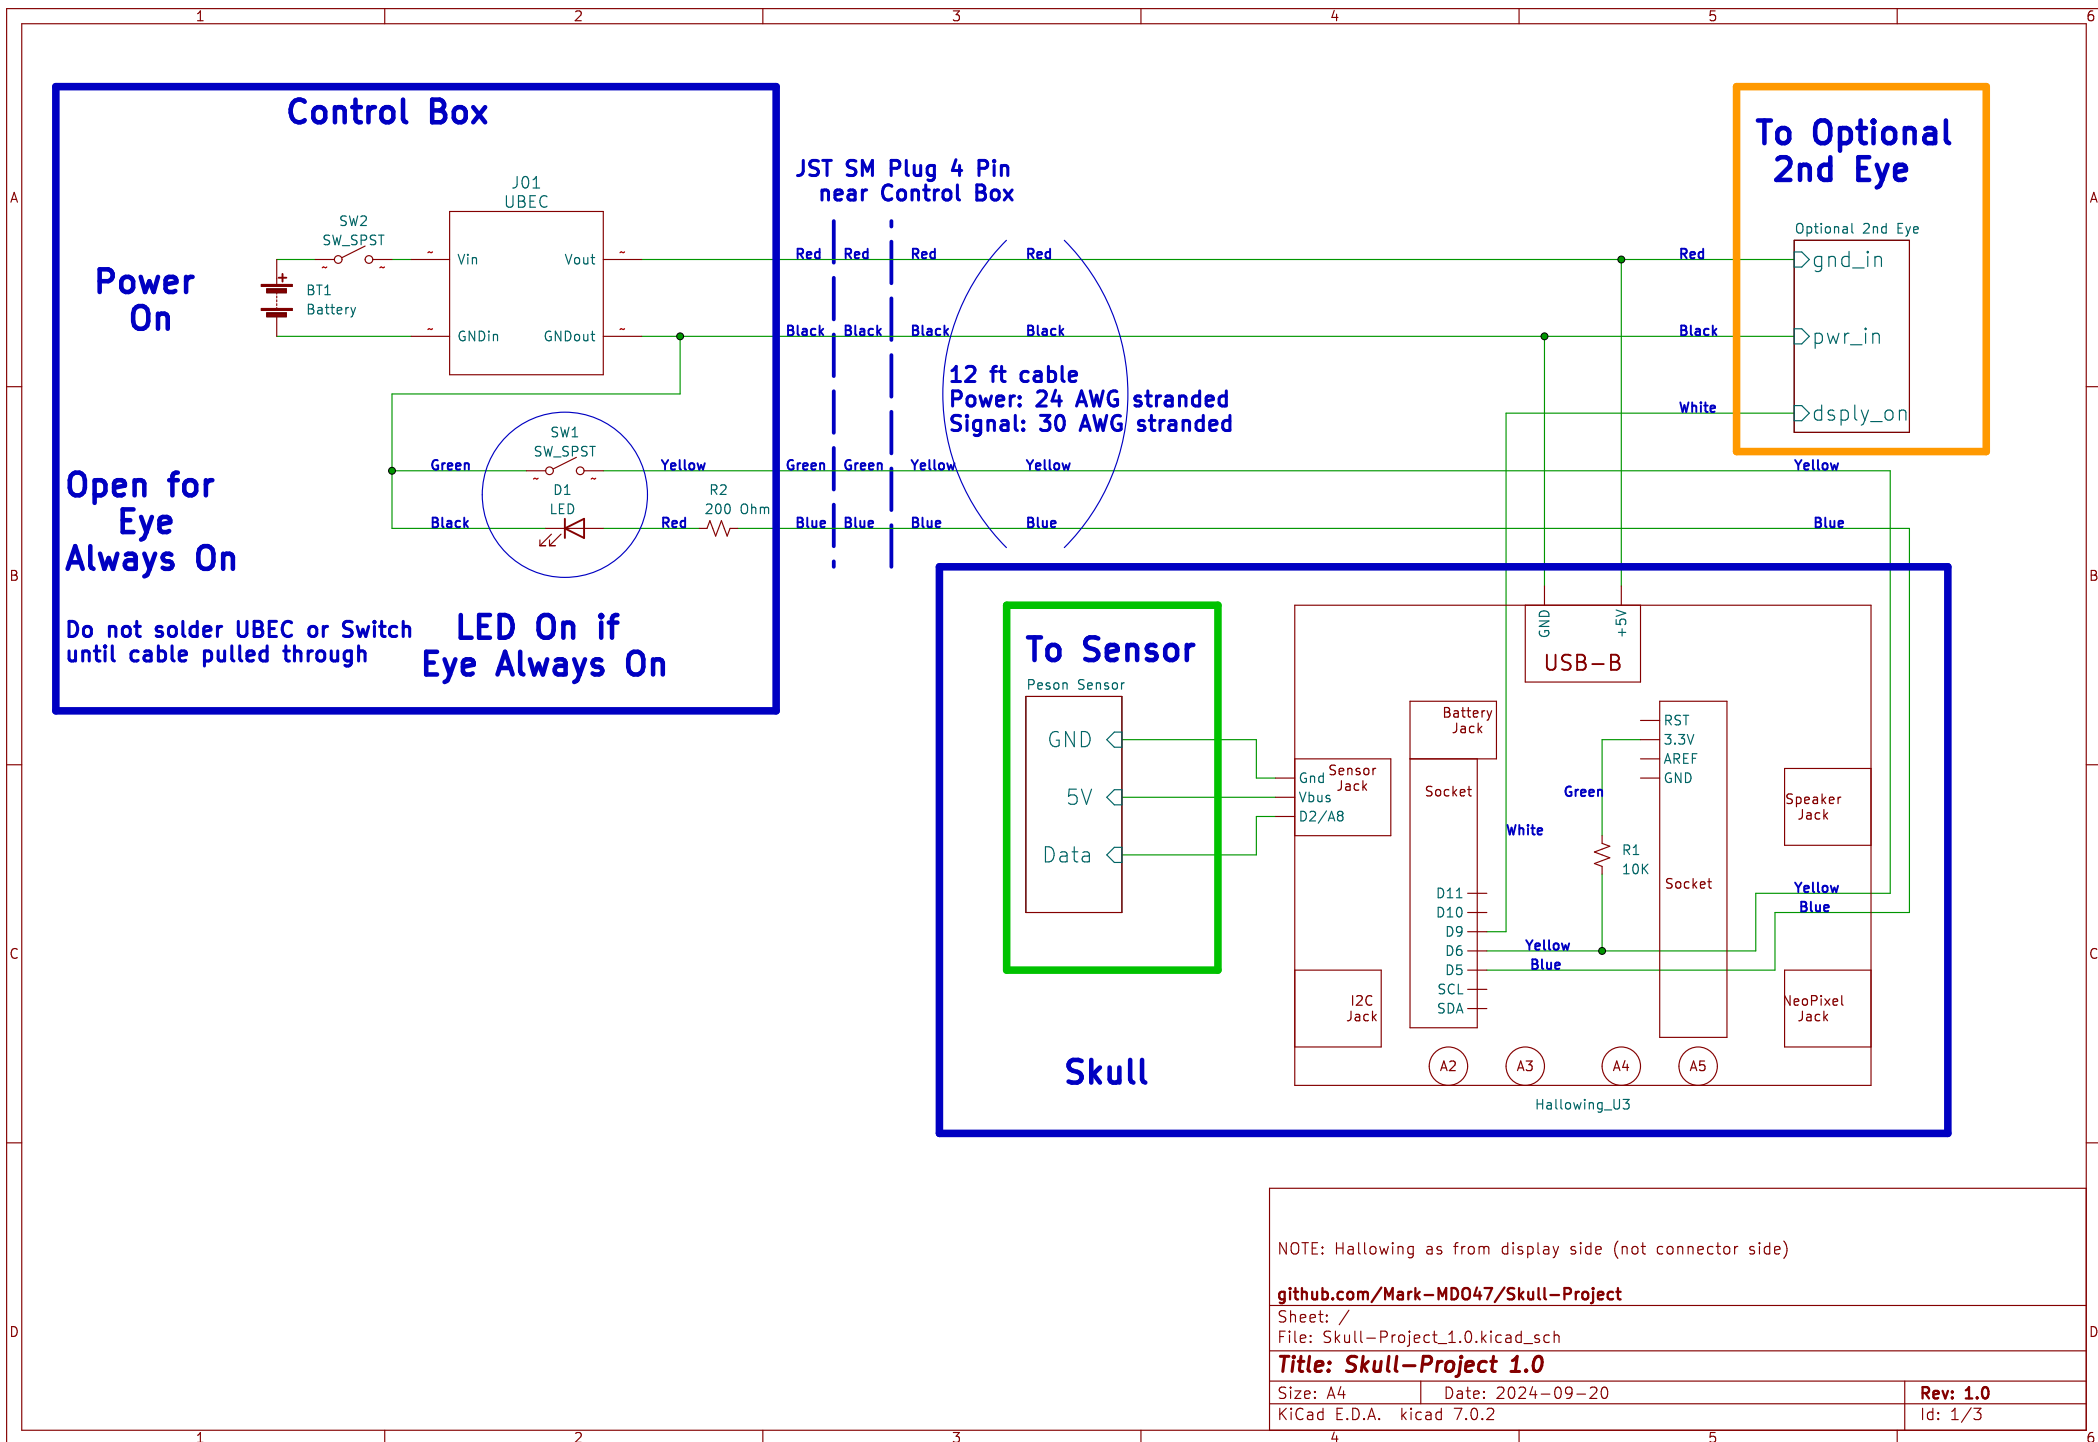 1 2 3 4 5 6
A
B
C
D
A
B
C
D
1 2 3 4 5 6
Control Box
J01
UBEC
SW2
SW_SPST
~ ~
~
~
~
~
Vin
Vout
GNDin
GNDout
+
BT1
Battery
Power
On
Open for
Eye
Always On
Green
SW1
SW_SPST
~ ~
Yellow
D1
LED
Black
Red
R2
200 Ohm
Do not solder UBEC or Switch
until cable pulled through
LED On if
Eye Always On
JST SM Plug 4 Pin
near Control Box
Red Red Red Red Red
Black Black Black Black Black
12 ft cable
Power: 24 AWG stranded
Signal: 30 AWG stranded
White
Green Green Yellow Yellow Yellow
Blue Blue Blue Blue Blue
To Optional
2nd Eye
Optional 2nd Eye
gnd_in
pwr_in
dsply_on
To Sensor
Peson Sensor
GND
5V
Data
Skull
GND
+5V
USB-B
Battery
Jack
Sensor
Jack
Gnd
Vbus
D2/A8
Socket
D11
D10
D9
D6
D5
SCL
SDA
White
Green
R1
10K
RST
3.3V
AREF
GND
Socket
Speaker
Jack
Yellow
Blue
Yellow
Blue
I2C
Jack
NeoPixel
Jack
A2 A3 A4 A5
Hallowing_U3
NOTE: Hallowing as from display side (not connector side)
github.com/Mark-MDO47/Skull-Project
Sheet: /
File: Skull-Project_1.0.kicad_sch
Title: Skull-Project 1.0
Size: A4 Date: 2024-09-20 Rev: 1.0
KiCad E.D.A. kicad 7.0.2 Id: 1/3